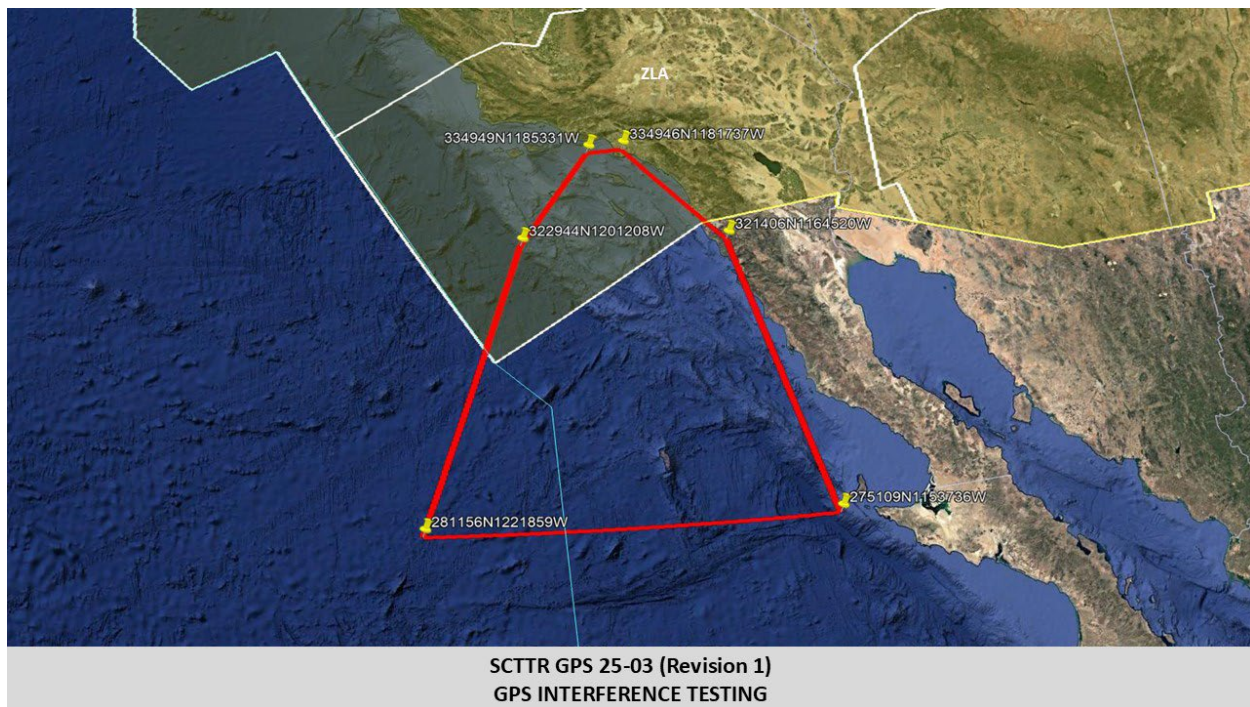 ZLA
334949N1185331W
334946N1181737W
322944N1201208W
321406N1164520W
275109N1153736W
281156N1221859W
SCTTR GPS 25-03 (Revision 1)
GPS INTERFERENCE TESTING